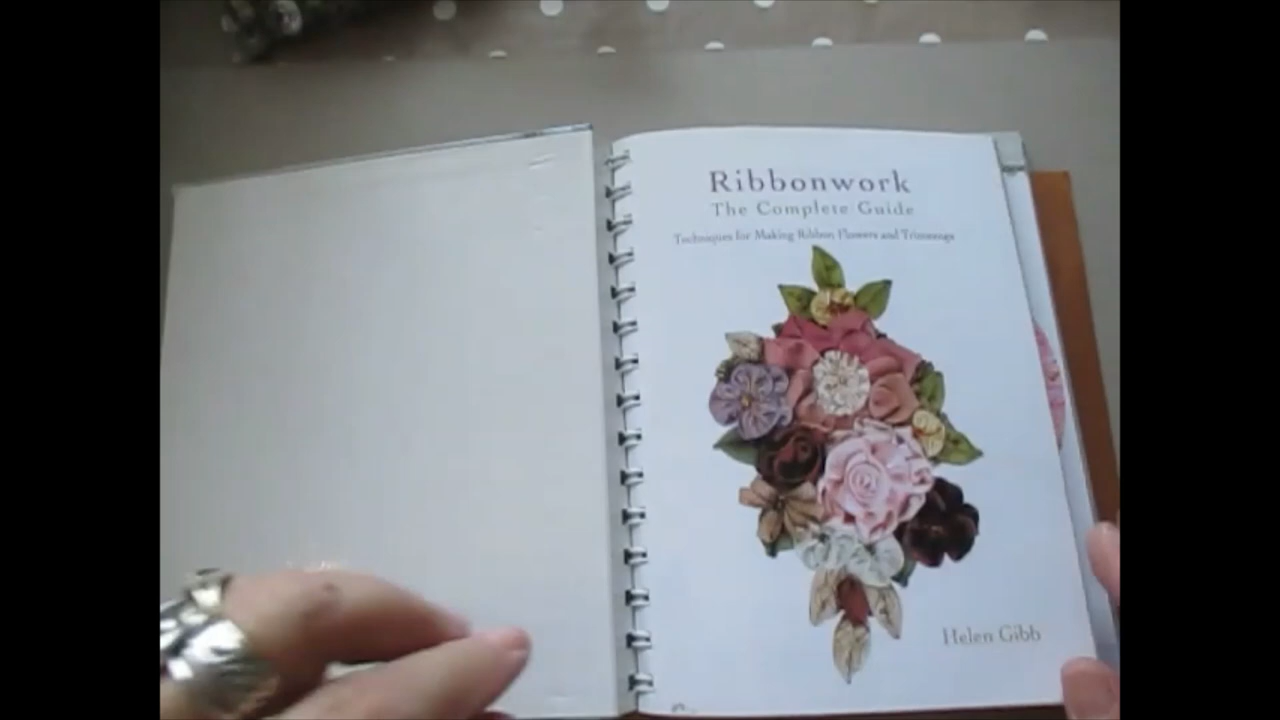 Ribbonwork
The Complete Guide
Techniques for Making Ribbon Flowers and Trimmings
Helen Gibb